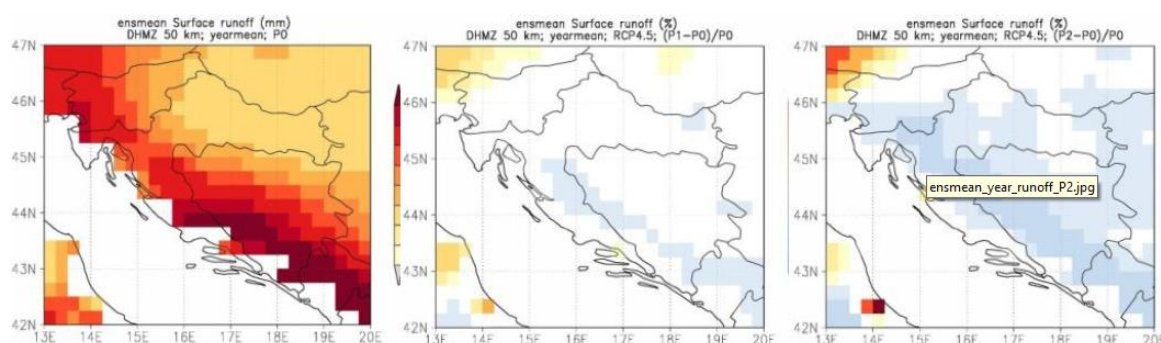 ensmean Surface runoff (mm)
DHMZ 50 km; yearmean; P0
47N
46N
45N
44N
43N
42N
13E 14E 15E 16E 17E 18E 19E 20E
ensmean Surface runoff (%)
DHMZ 50 km; yearmean; RCP4.5; (P1-P0)/P0
47N
46N
45N
44N
43N
42N
13E 14E 15E 16E 17E 18E 19E 20E
ensmean Surface runoff (%)
DHMZ 50 km; yearmean; RCP4.5; (P2-P0)/P0
47N
46N
45N
44N
43N
42N
13E 14E 15E 16E 17E 18E 19E 20E
ensmean_year_runoff_P2.jpg